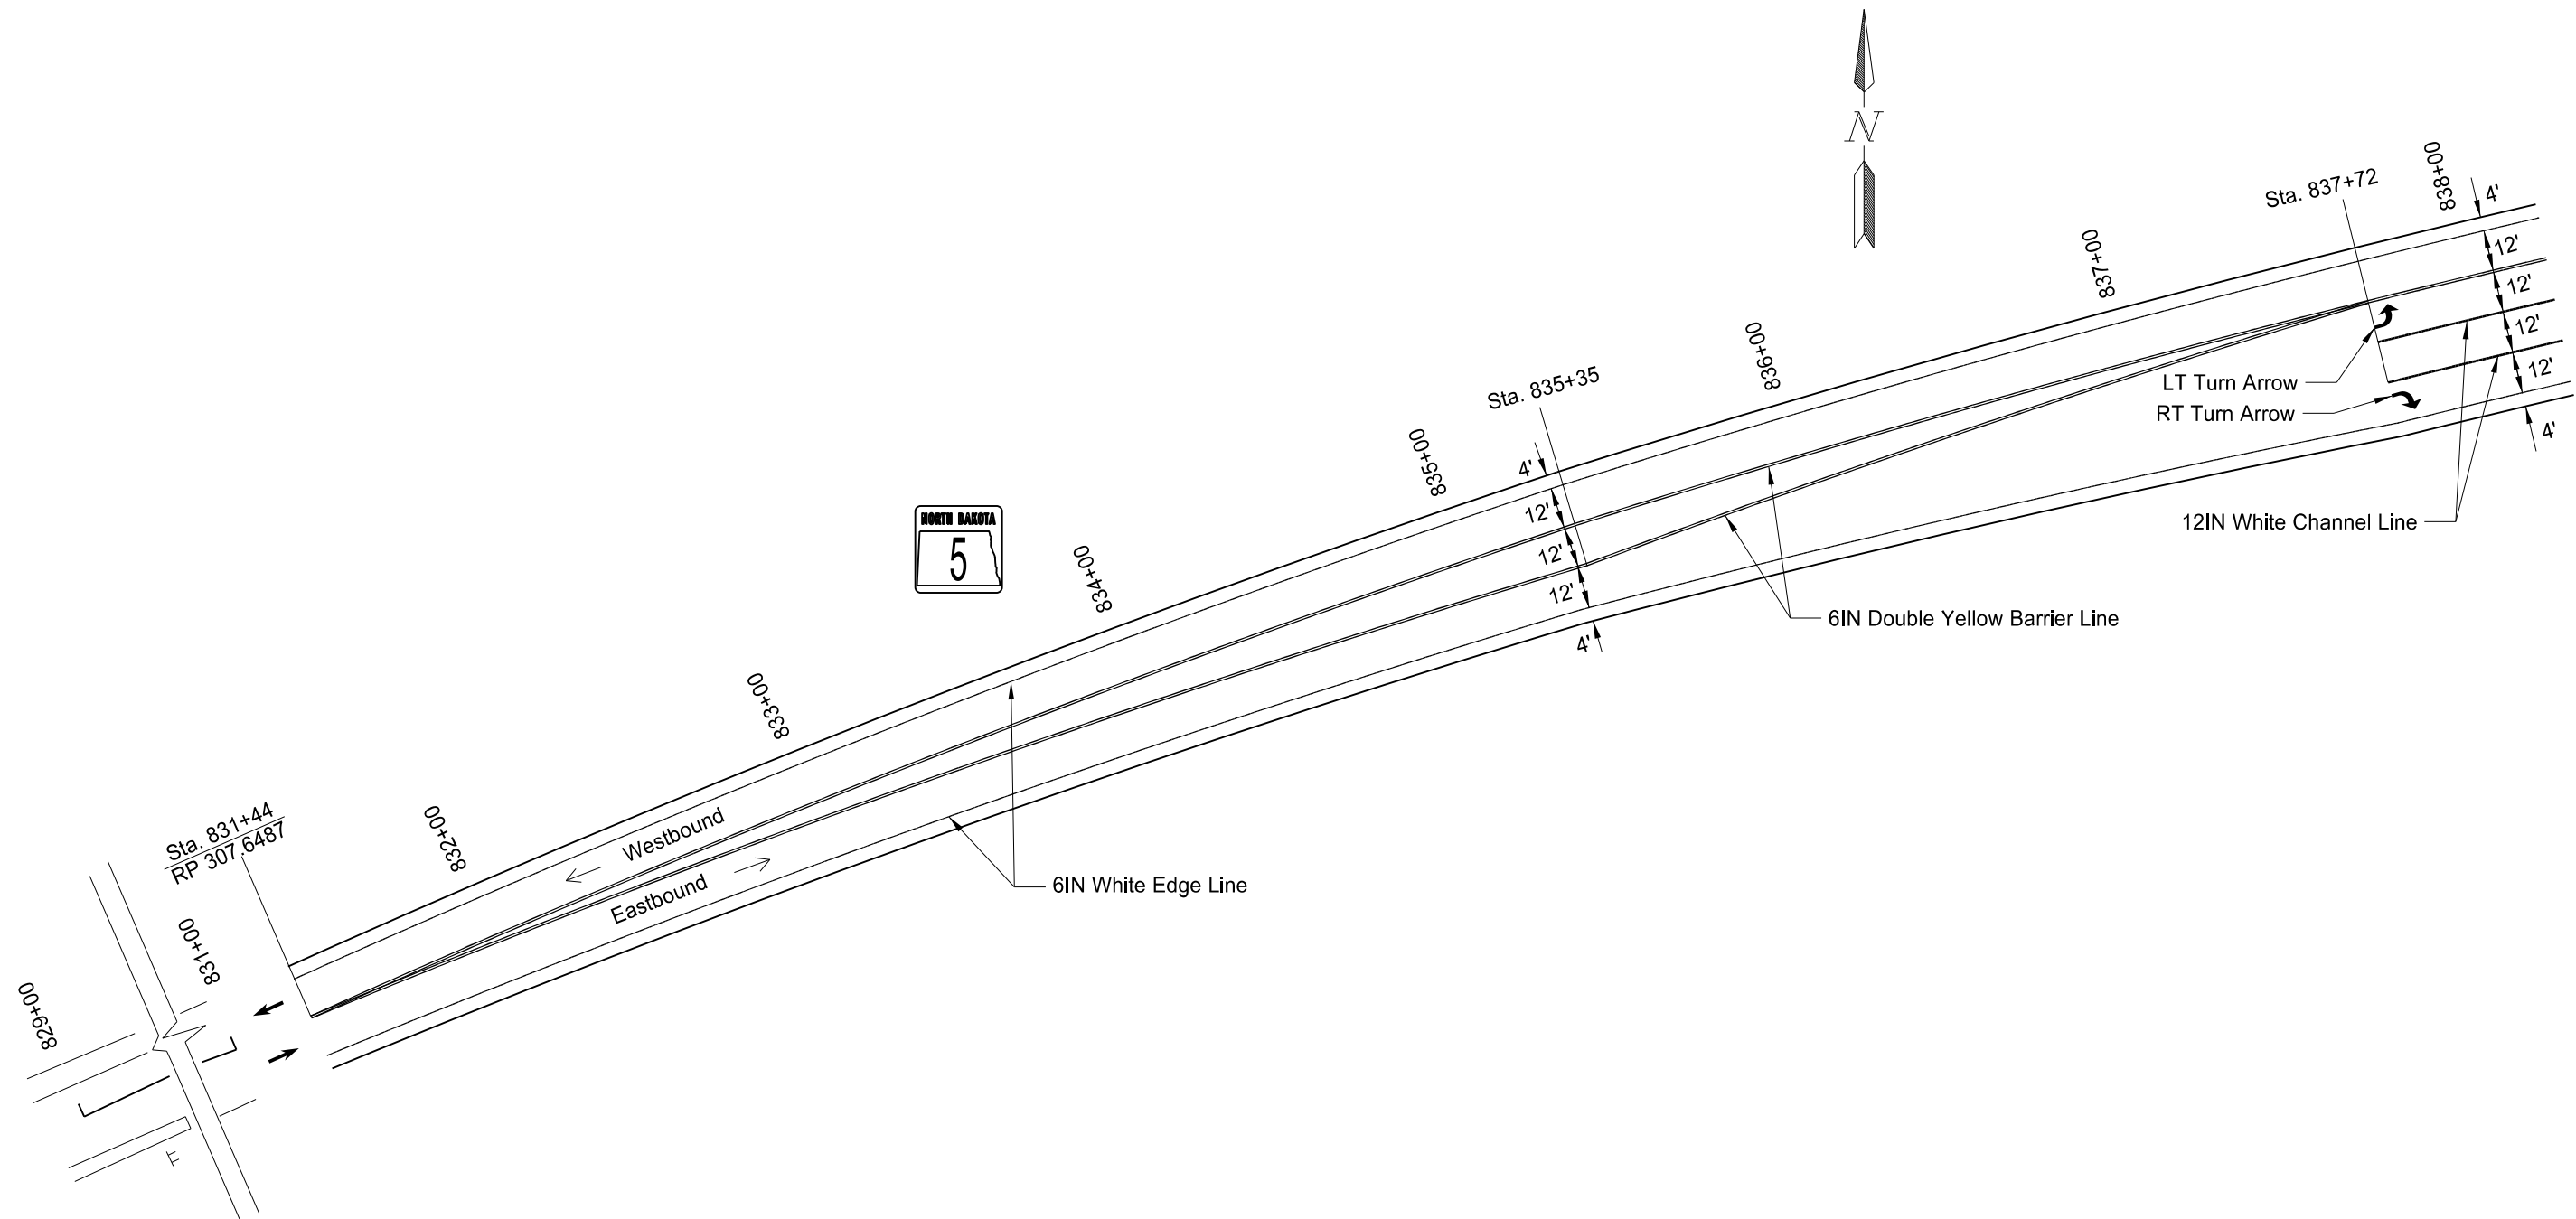 N
838+00
Sta. 837+72
4'
12'
12'
12'
12'
4'
837+00
LT Turn Arrow
RT Turn Arrow
12IN White Channel Line
836+00
Sta. 835+35
835+00
4'
12'
12'
12'
4'
6IN Double Yellow Barrier Line
NORTH DAKOTA
5
834+00
833+00
832+00
Westbound
Eastbound
6IN White Edge Line
Sta. 831+44
RP 307.6487
831+00
829+00